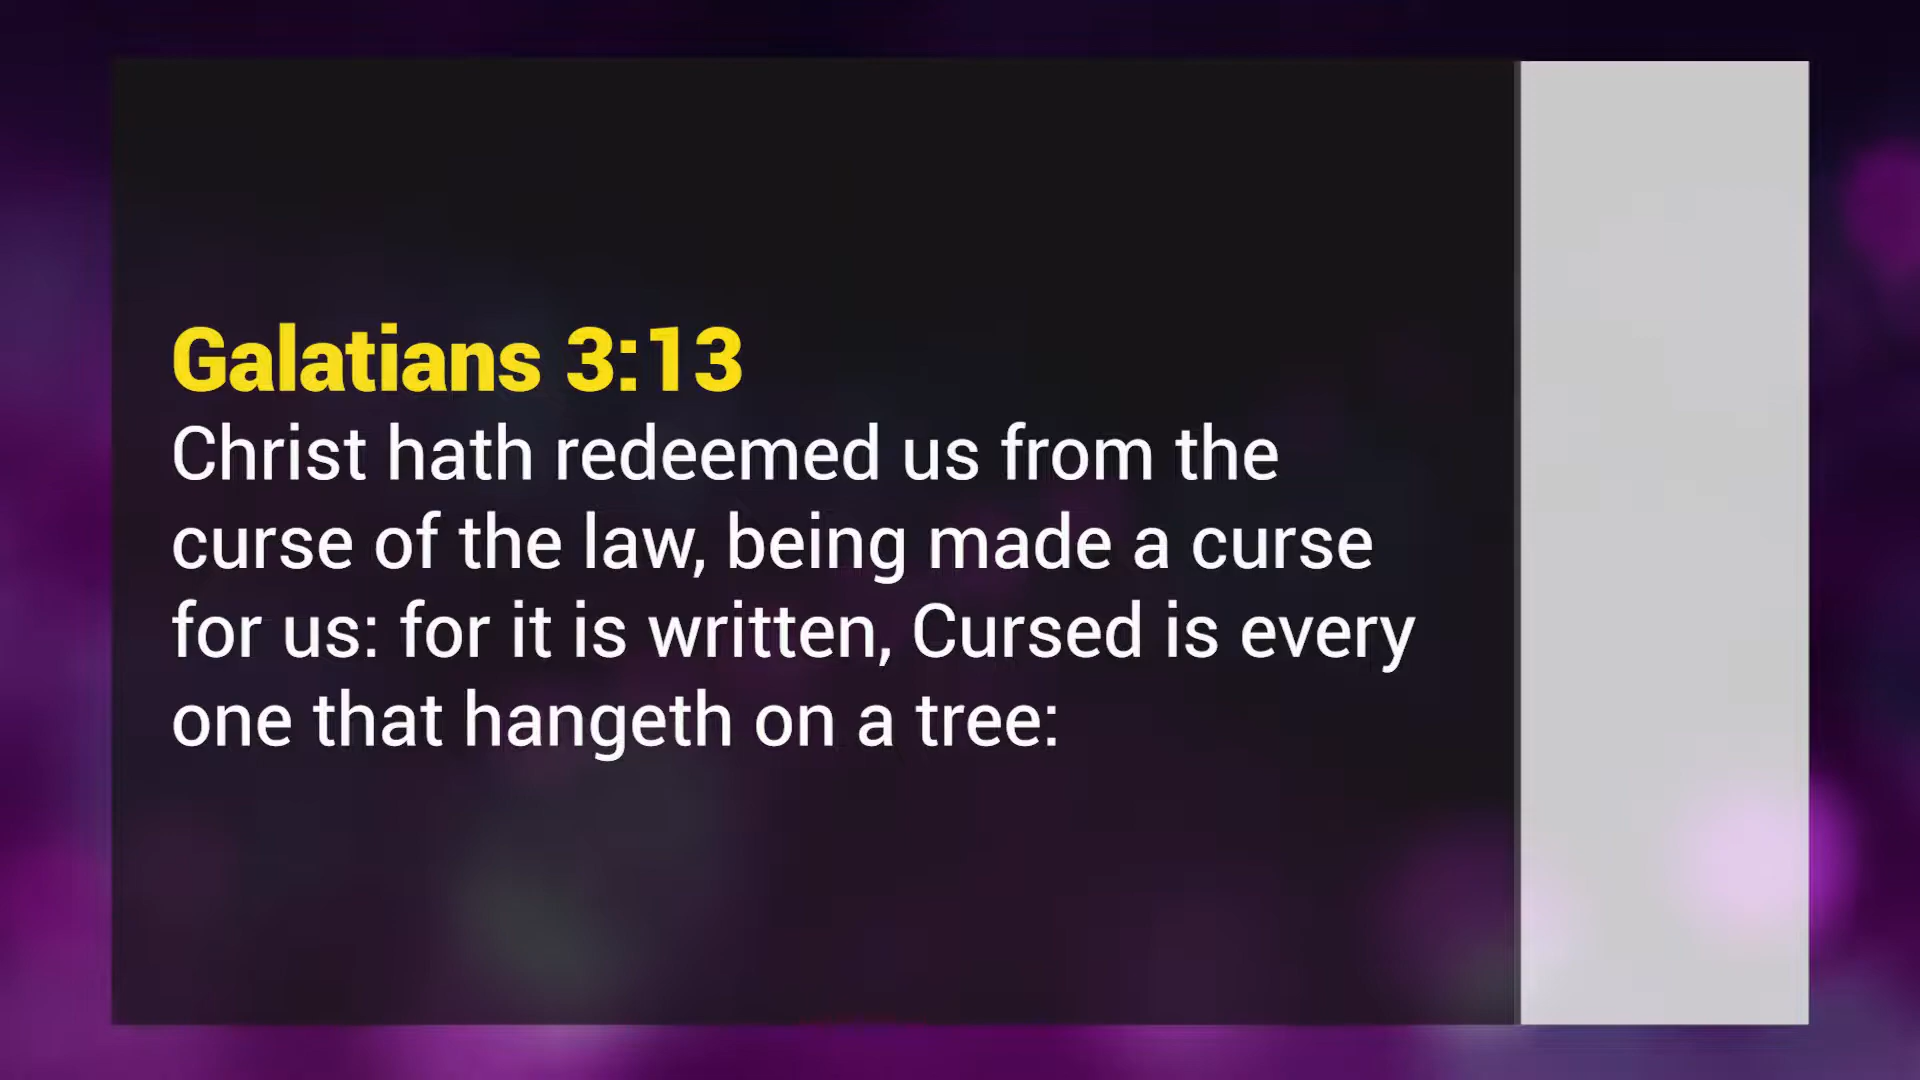 Galatians 3:13
Christ hath redeemed us from the
curse of the law, being made a curse
for us: for it is written, Cursed is every
one that hangeth on a tree: